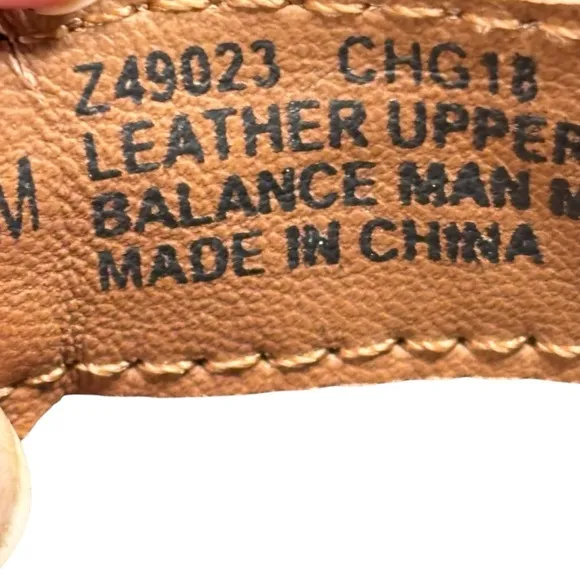 Z49023 CHG18
M LEATHER UPPER
BALANCE MAN M
MADE IN CHINA